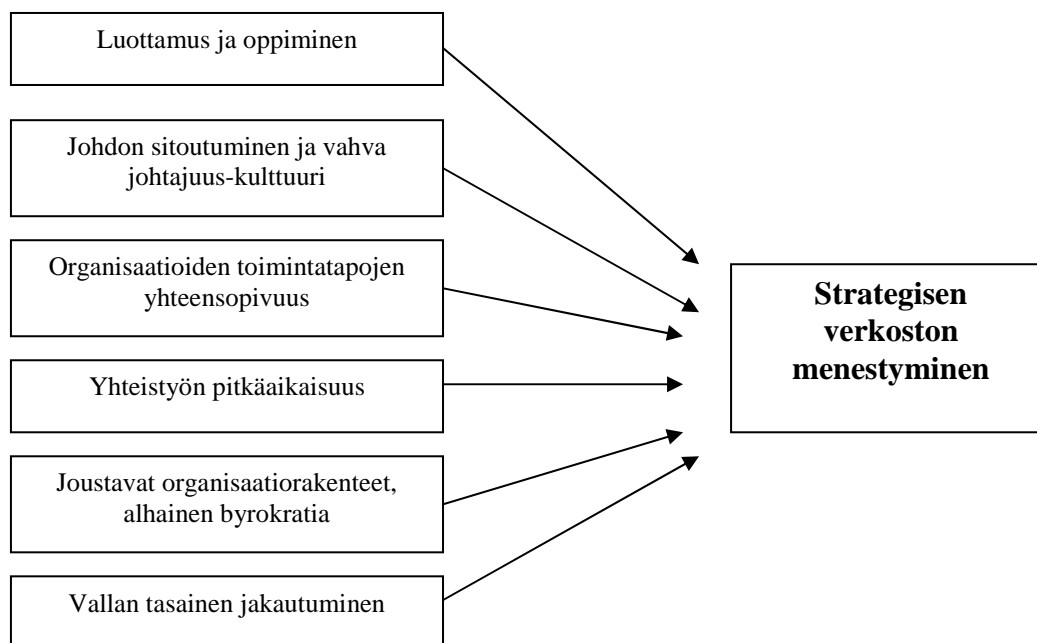 Luottamus ja oppiminen
Johdon sitoutuminen ja vahva
johtajuus-kulttuuri
Organisaatioiden toimintatapojen
yhteensopivuus
Yhteistyön pitkäaikaisuus
Joustavat organisaatiorakenteet,
alhainen byrokratia
Vallan tasainen jakautuminen
Strategisen
verkoston
menestyminen